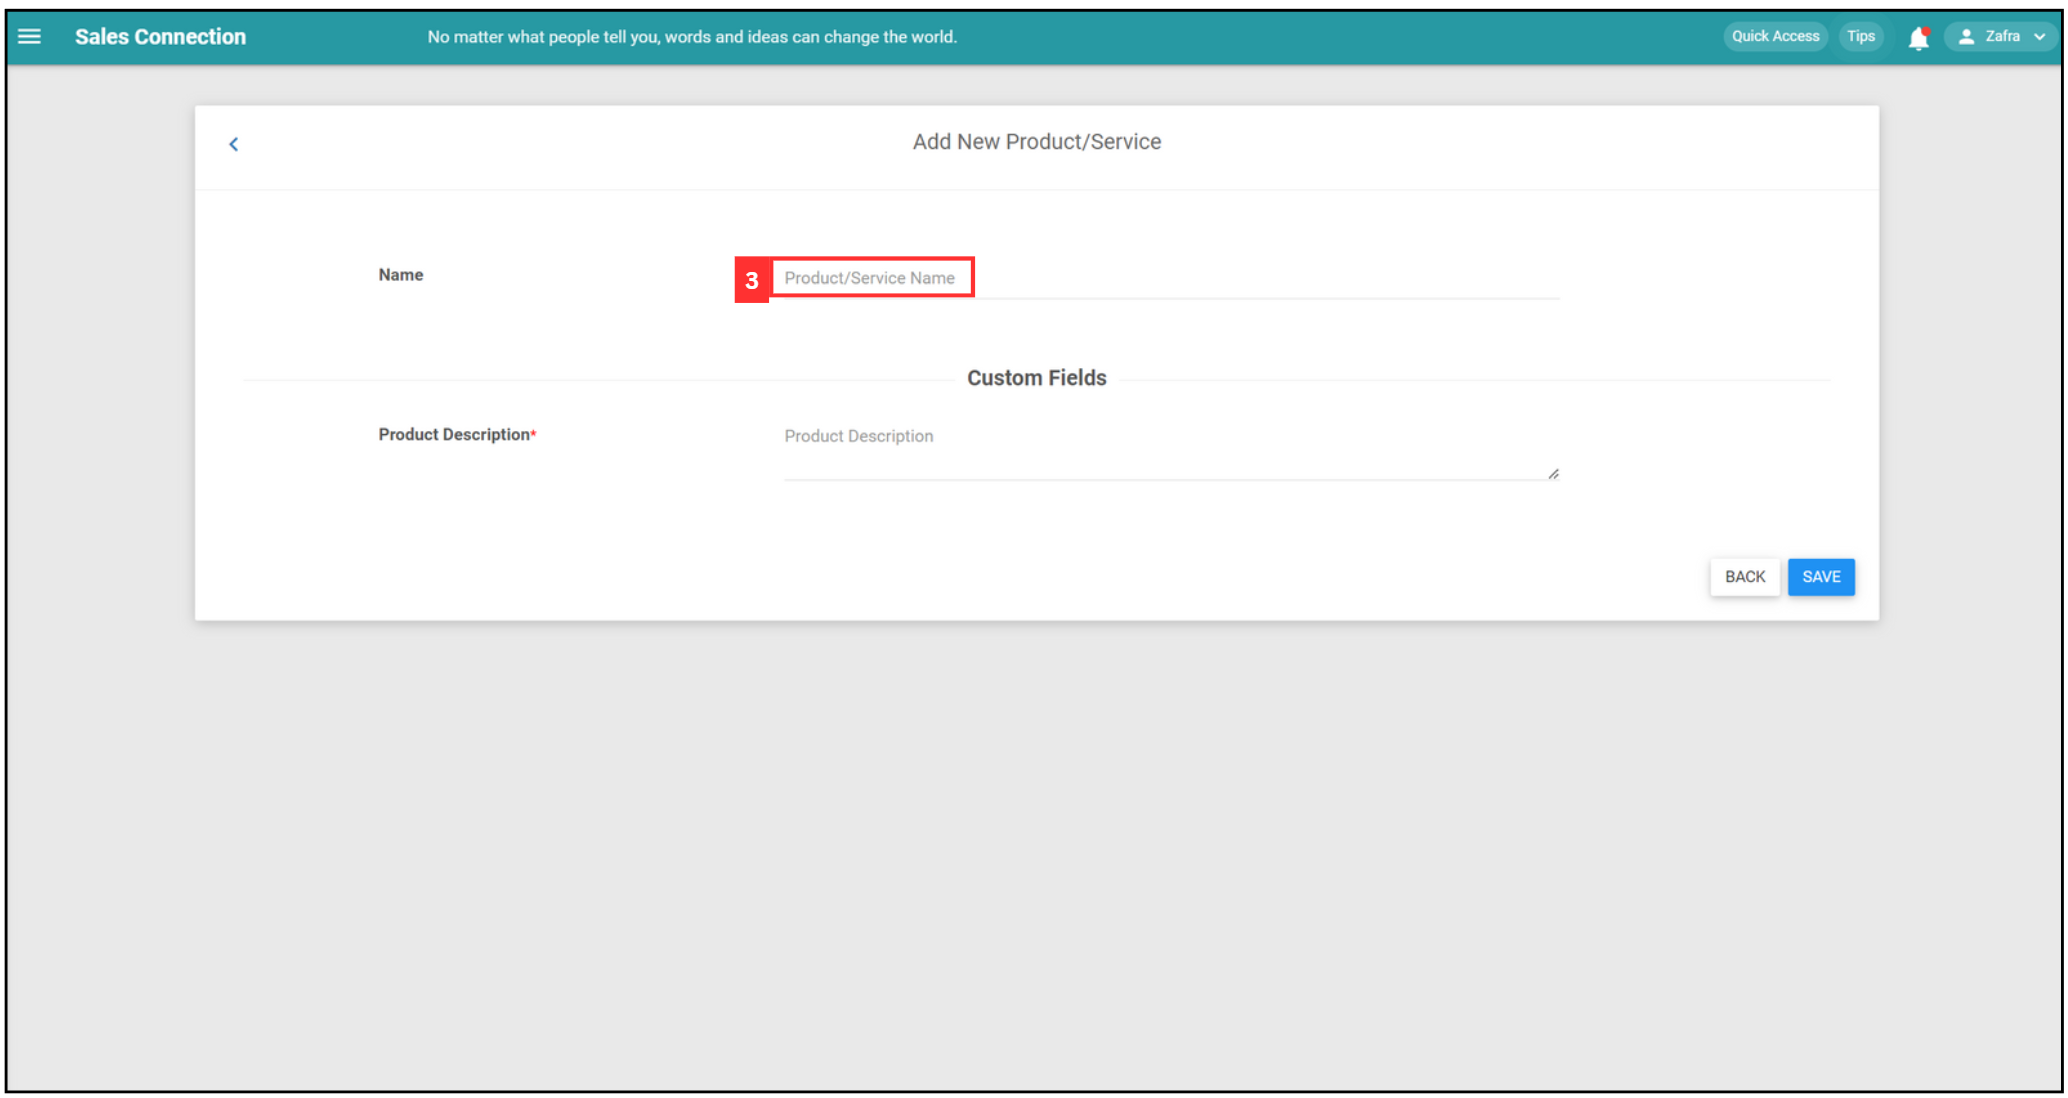 Sales Connection
No matter what people tell you, words and ideas can change the world.
Quick Access
Tips
Zafra
Add New Product/Service
Name
3
Product/Service Name
Custom Fields
Product Description*
Product Description
BACK
SAVE